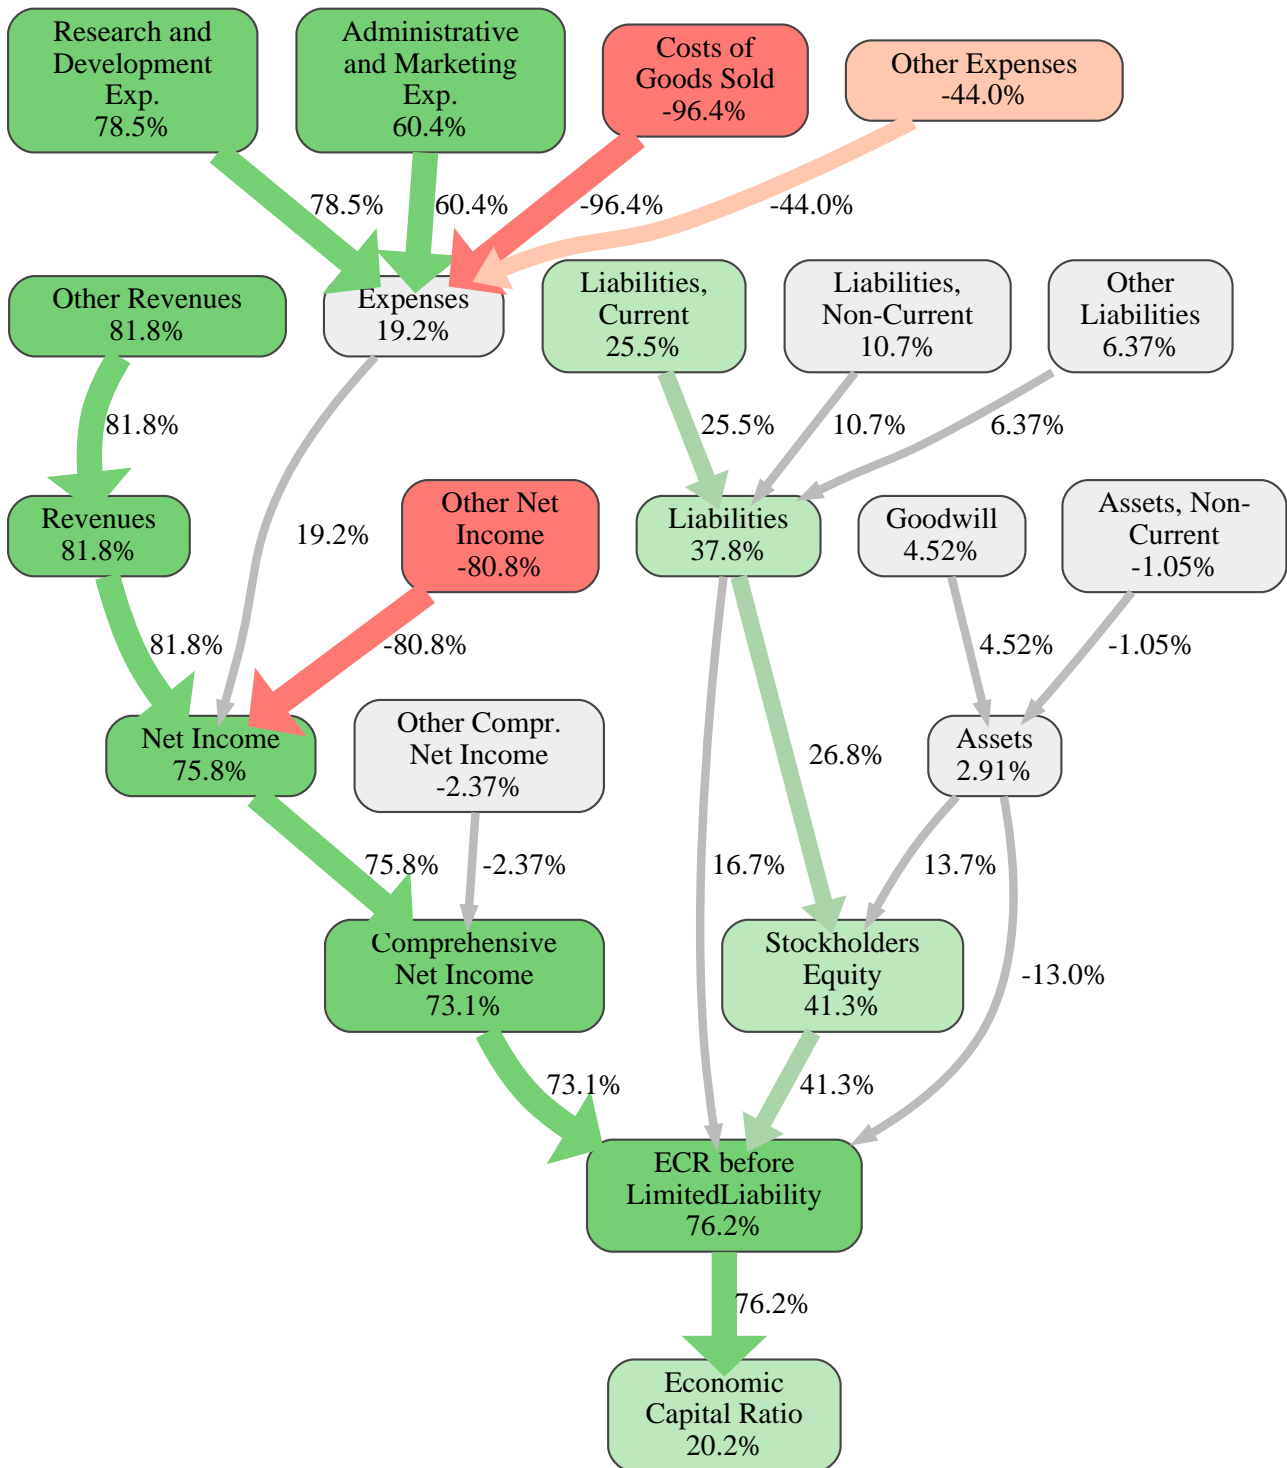 Research and
Development
Exp.
78.5%
Administrative
and Marketing
Exp.
60.4%
Costs of
Goods Sold
-96.4%
Other Expenses
-44.0%
78.5%
60.4%
-96.4%
-44.0%
Other Revenues
81.8%
Expenses
19.2%
Liabilities,
Current
25.5%
Liabilities,
Non-Current
10.7%
Other
Liabilities
6.37%
81.8%
25.5%
10.7%
6.37%
Revenues
81.8%
19.2%
Other Net
Income
-80.8%
Liabilities
37.8%
Goodwill
4.52%
Assets, Non-
Current
-1.05%
81.8%
-80.8%
4.52%
-1.05%
Net Income
75.8%
Other Compr.
Net Income
-2.37%
26.8%
Assets
2.91%
75.8%
-2.37%
16.7%
13.7%
Comprehensive
Net Income
73.1%
Stockholders
Equity
41.3%
-13.0%
73.1%
41.3%
ECR before
LimitedLiability
76.2%
76.2%
Economic
Capital Ratio
20.2%